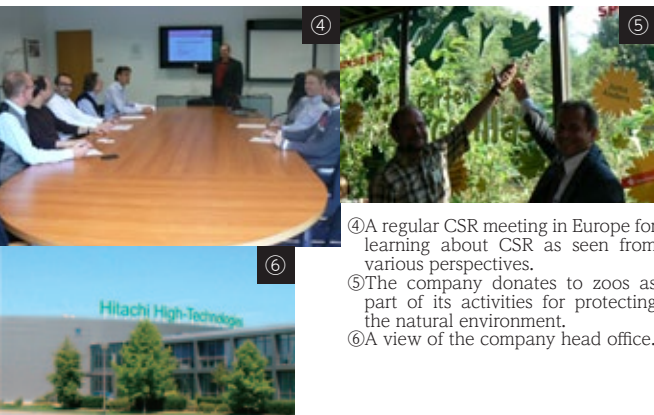 ④
⑤
④A regular CSR meeting in Europe for
learning about CSR as seen from
various perspectives.
⑤The company donates to zoos as
part of its activities for protecting
the natural environment.
⑥A view of the company head office.
⑥
Hitachi High-Technologies